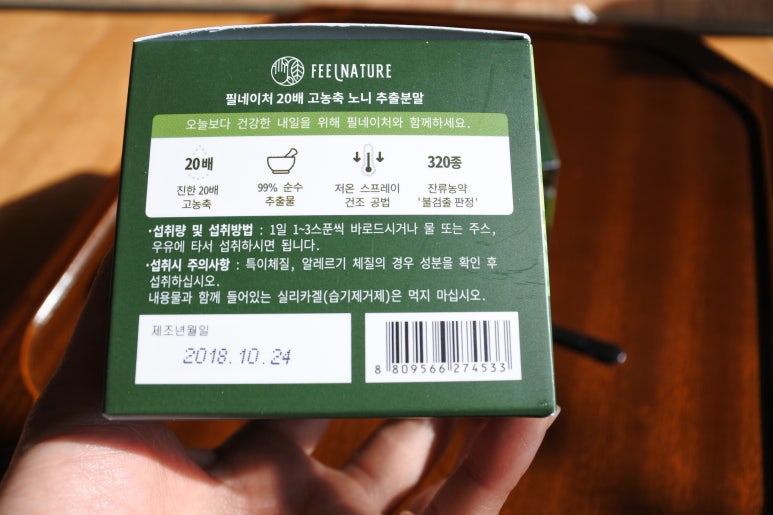 FEELNATURE
필네이처 20배 고농축 노니 추출분말
오늘보다 건강한 내일을 위해 필네이처와 함께하세요.
20배
진한 20배
고농축
99% 순수
추출물
저온 스프레이
건조 공법
320종
잔류농약
'불검출 판정'
·섭취량 및 섭취방법 : 1일 1~3스푼씩 바로드시거나 물 또는 주스,
우유에 타서 섭취하시면 됩니다.
·섭취시 주의사항 : 특이체질, 알레르기 체질의 경우 성분을 확인 후
섭취하십시오.
내용물과 함께 들어있는 실리카겔(습기제거제)은 먹지 마십시오.
제조년월일
2018.10.24
8 809566 274533